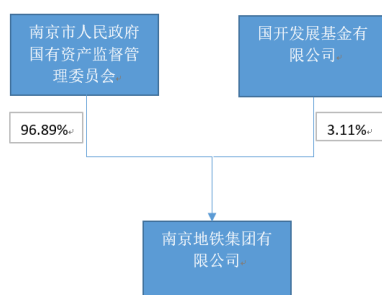 南京市人民政府
国有资产监督管
理委员会
国开发展基金有
限公司
96.89%
3.11%
南京地铁集团有
限公司